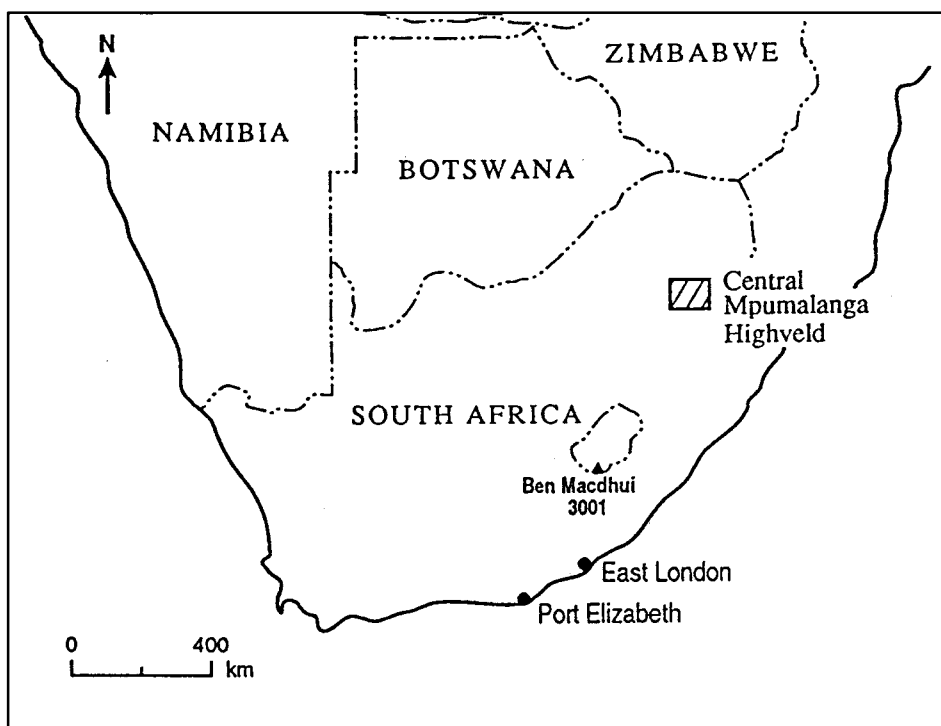 N
ZIMBABWE
NAMIBIA
BOTSWANA
Central
Mpumalanga
Highveld
SOUTH AFRICA
Ben Macdhui
3001
East London
Port Elizabeth
0 400
km